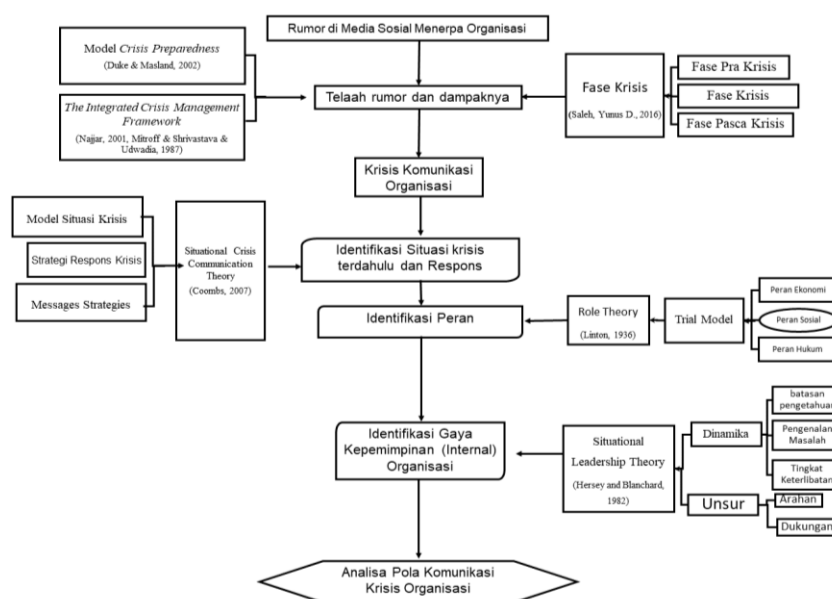 Rumor di Media Sosial Menerpa Organisasi
Model Crisis Preparedness
(Duke & Masland, 2002)
The Integrated Crisis Management
Framework
(Najjar, 2001, Mitroff & Shrivastava &
Udwadia, 1987)
Telaah rumor dan dampaknya
Fase Krisis
(Saleh, Yunus D., 2016)
Fase Pra Krisis
Fase Krisis
Fase Pasca Krisis
Krisis Komunikasi
Organisasi
Model Situasi Krisis
Strategi Respons Krisis
Messages Strategies
Situational Crisis
Communication
Theory
(Coombs, 2007)
Identifikasi Situasi krisis
terdahulu dan Respons
Identifikasi Peran
Role Theory
(Linton, 1936)
Trial Model
Peran Ekonomi
Peran Sosial
Peran Hukum
Identifikasi Gaya
Kepemimpinan (Internal)
Organisasi
Situational
Leadership Theory
(Hersey and Blanchard,
1982)
Dinamika
batasan
pengetahuan
Pengenalan
Masalah
Tingkat
Keterlibatan
Unsur
Arahan
Dukungan
Analisa Pola Komunikasi
Krisis Organisasi